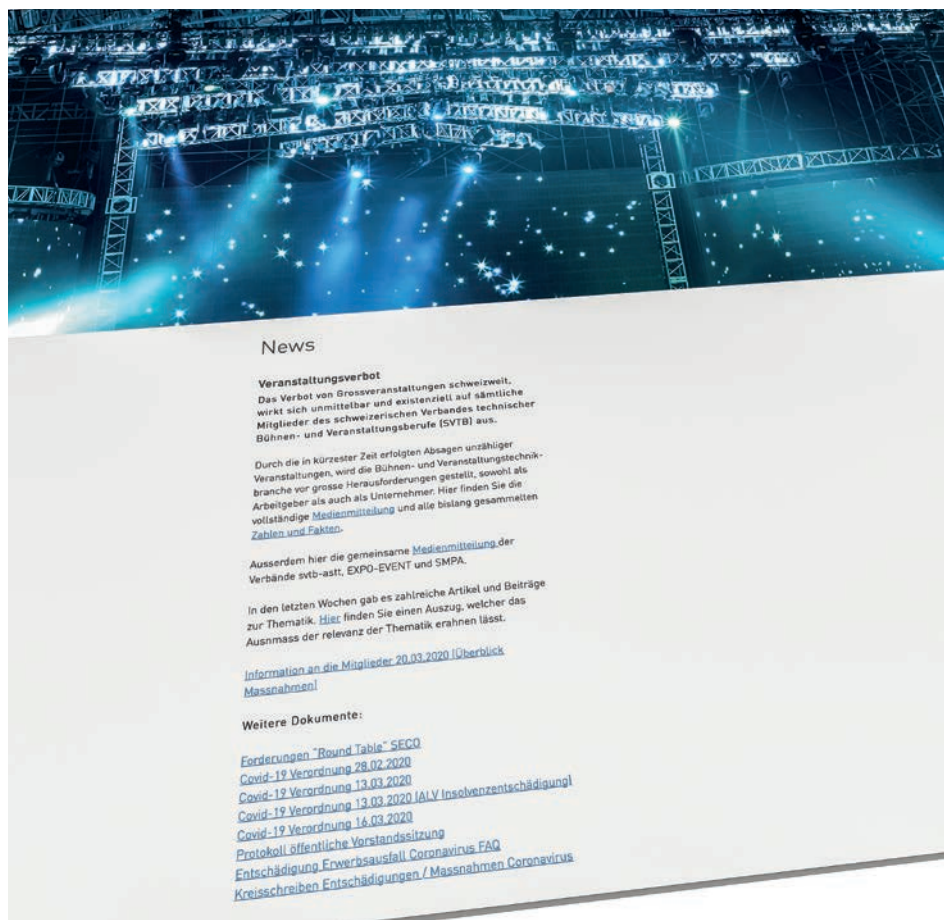 News
Veranstaltungsverbot
Das Verbot von Grossveranstaltungen schweizweit,
wirkt sich unmittelbar und existenziell auf sämtliche
Mitglieder des schweizerischen Verbandes technischer
Bühnen- und Veranstaltungsberufe (SVTB) aus.
Durch die in kürzester Zeit erfolgten Absagen unzähliger
Veranstaltungen, wird die Bühnen- und Veranstaltungstechnik-
branche vor grosse Herausforderungen gestellt, sowohl als
Arbeitgeber als auch als Unternehmer. Hier finden Sie die
vollständige Medienmitteilung und alle bislang gesammelten
Zahlen und Fakten.
Ausserdem hier die gemeinsame Medienmitteilung der
Verbände svtb-astt, EXPO-EVENT und SMPA.
In den letzten Wochen gab es zahlreiche Artikel und Beiträge
zur Thematik. Hier finden Sie einen Auszug, welcher das
Ausnmass der relevanz der Thematik erahnen lässt.
Information an die Mitglieder 20.03.2020 (Überblick
Massnahmen)
Weitere Dokumente:
Forderungen "Round Table" SECO
Covid-19 Verordnung 28.02.2020
Covid-19 Verordnung 13.03.2020
Covid-19 Verordnung 13.03.2020 (ALV Insolvenzentschädigung)
Covid-19 Verordnung 16.03.2020
Protokoll öffentliche Vorstandssitzung
Entschädigung Erwerbsausfall Coronavirus FAQ
Kreisschreiben Entschädigungen / Massnahmen Coronavirus